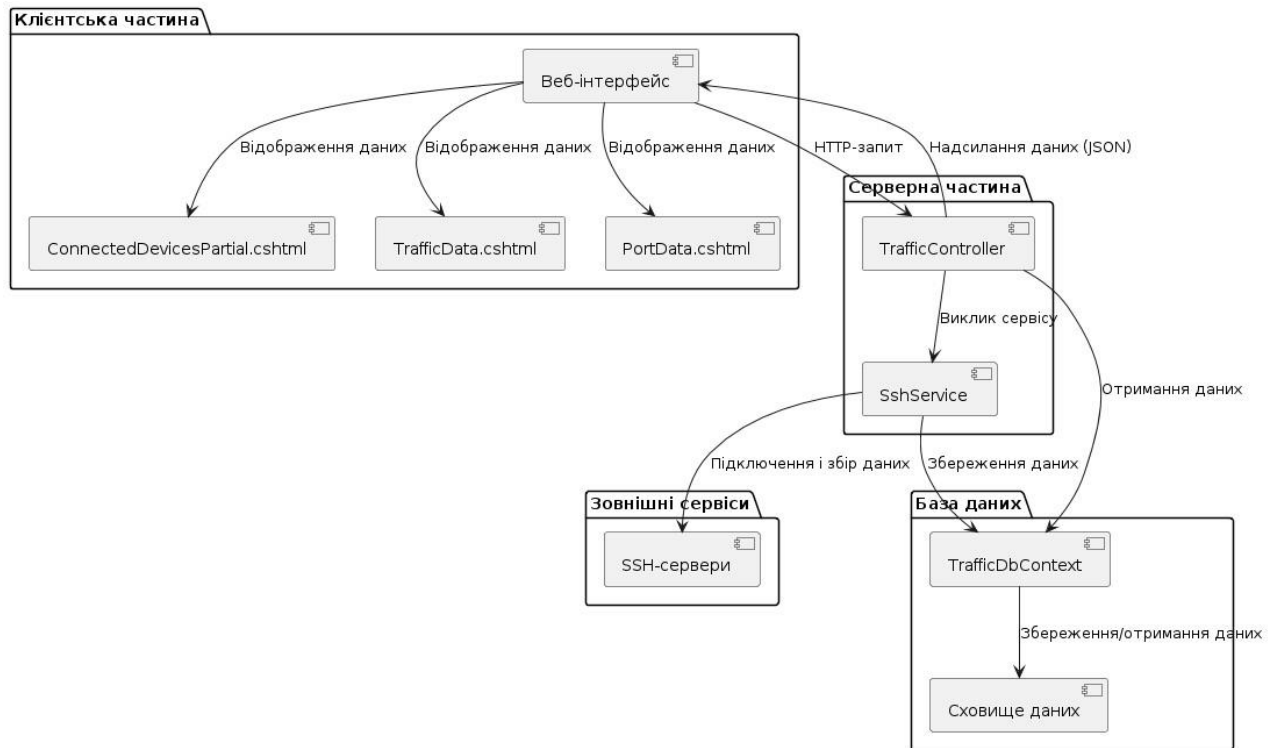 Клієнтська частина
Веб-інтерфейс
Відображення даних
Відображення даних
Відображення даних
HTTP-запит
Надсилання даних (JSON)
ConnectedDevicesPartial.cshtml
TrafficData.cshtml
PortData.cshtml
Серверна частина
TrafficController
Виклик сервісу
SshService
Отримання даних
Підключення і збір даних
Збереження даних
Зовнішні сервіси
SSH-сервери
База даних
TrafficDbContext
Збереження/отримання даних
Сховище даних